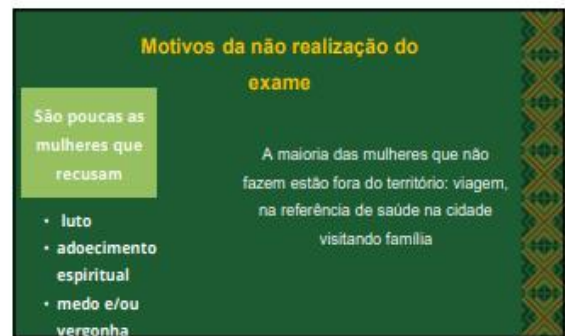 Motivos da não realização do
exame
São poucas as
mulheres que
recusam
• luto
• adoecimento
espiritual
• medo e/ou
vergonha
A maioria das mulheres que não
fazem estão fora do território: viagem,
na referência de saúde na cidade
visitando família